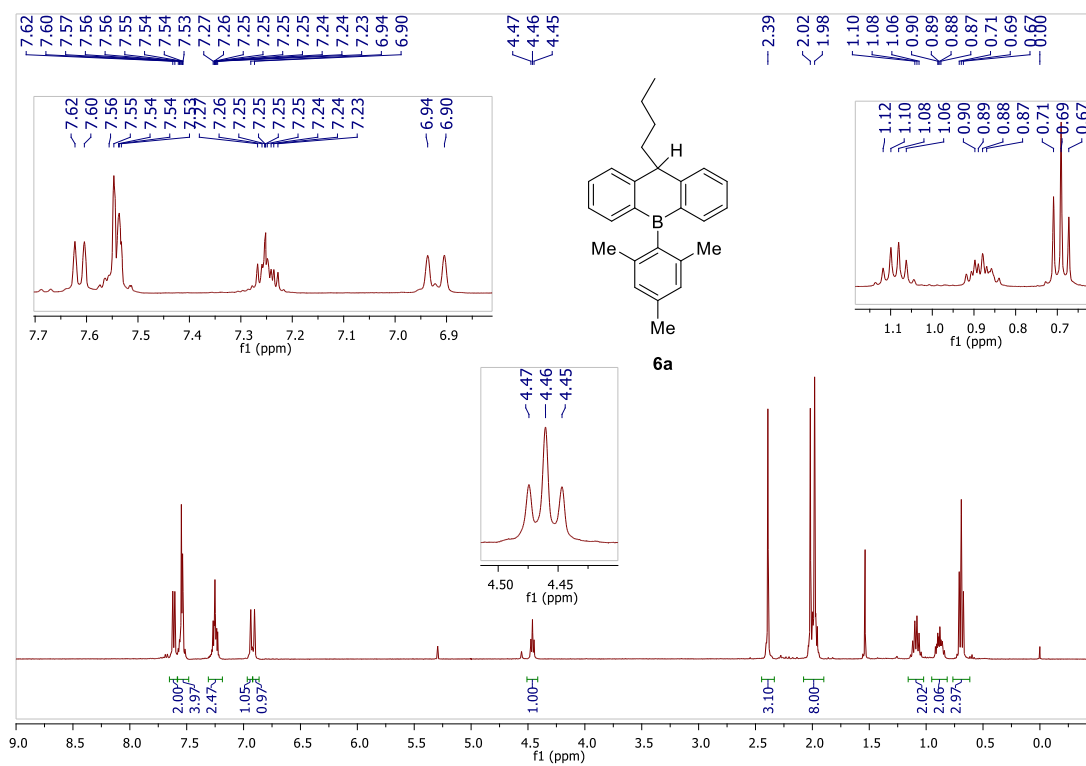 7.62 7.60 7.57 7.56 7.56 7.55 7.54 7.54 7.53 7.27 7.26 7.25 7.25 7.25 7.25 7.24 7.24 7.23 6.94 6.90 4.47 4.46 4.45 2.39 2.02 1.98 1.10 1.08 1.06 0.90 0.89 0.88 0.87 0.71 0.69 0.67 0.00
7.62 7.60 7.56 7.55 7.54 7.54 7.53 7.27 7.26 7.25 7.25 7.25 7.25 7.24 7.24 7.23 6.94 6.90
7.7 7.6 7.5 7.4 7.3 7.2 7.1 7.0 6.9
f1 (ppm)
H
B
Me Me
Me
6a
1.12 1.10 1.08 1.06 0.90 0.89 0.88 0.87 0.71 0.69 0.67
1.1 1.0 0.9 0.8 0.7
f1 (ppm)
4.47 4.46 4.45
4.50 4.45
f1 (ppm)
2.00 3.97 2.47 1.05 0.97 1.00 3.10 8.00 2.02 2.06 2.97
9.0 8.5 8.0 7.5 7.0 6.5 6.0 5.5 5.0 4.5 4.0 3.5 3.0 2.5 2.0 1.5 1.0 0.5 0.0
f1 (ppm)